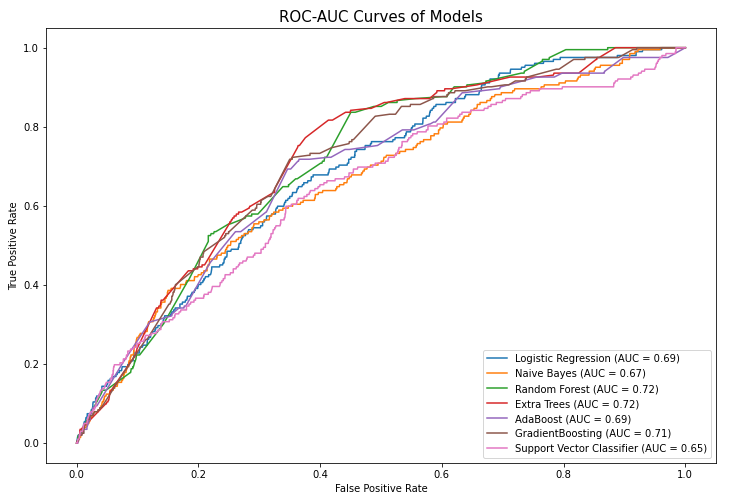 ROC-AUC Curves of Models
True Positive Rate
1.0
0.8
0.6
0.4
0.2
0.0
Logistic Regression (AUC = 0.69)
Naive Bayes (AUC = 0.67)
Random Forest (AUC = 0.72)
Extra Trees (AUC = 0.72)
AdaBoost (AUC = 0.69)
GradientBoosting (AUC = 0.71)
Support Vector Classifier (AUC = 0.65)
0.0 0.2 0.4 0.6 0.8 1.0
False Positive Rate